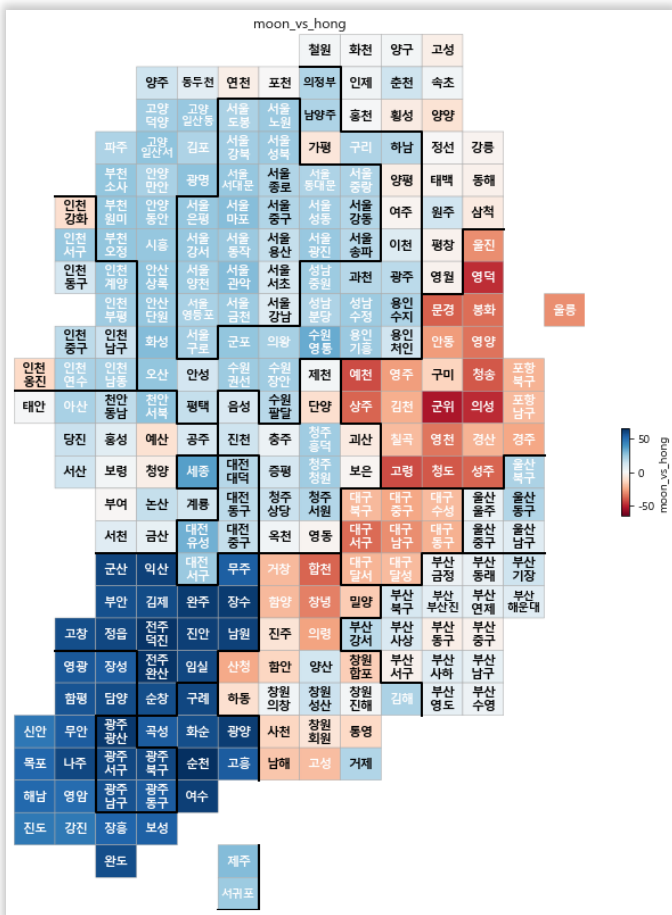 moon_vs_hong
철원 화천 양구 고성
양주 동두천 연천 포천 의정부 인제 춘천 속초
고양 덕양 고양 일산동 서울 도봉 서울 노원 남양주 홍천 횡성 양양
파주 고양 일산서 김포 서울 강북 서울 성북 가평 구리 하남 정선 강릉
부천 소사 안양 만안 광명 서울 서대문 서울 종로 서울 동대문 서울 중랑 양평 태백 동해
인천 강화 부천 원미 안양 동안 서울 은평 서울 마포 서울 중구 서울 성동 서울 강동 여주 원주 삼척
인천 서구 부천 오정 시흥 서울 강서 서울 동작 서울 용산 서울 광진 서울 송파 이천 평창 울진
인천 동구 인천 계양 안산 상록 서울 양천 서울 관악 서울 서초 성남 중원 과천 광주 영월 영덕
인천 부평 안산 단원 서울 영등포 서울 금천 서울 강남 성남 분당 성남 수정 용인 수지 문경 봉화 울릉
인천 중구 인천 남구 화성 서울 구로 군포 의왕 수원 영통 용인 기흥 용인 처인 안동 영양
인천 옹진 인천 연수 인천 남동 오산 안성 수원 권선 수원 장안 제천 예천 영주 구미 청송 포항 북구
태안 아산 천안 동남 천안 서북 평택 음성 수원 팔달 단양 상주 김천 군위 의성 포항 남구
당진 홍성 예산 공주 진천 충주 청주 흥덕 괴산 칠곡 영천 경산 경주
서산 보령 청양 세종 대전 대덕 증평 청주 청원 보은 고령 청도 성주 울산 북구
부여 논산 계룡 대전 동구 청주 상당 청주 서원 대구 북구 대구 중구 대구 수성 울산 울주 울산 동구
서천 금산 대전 유성 대전 중구 옥천 영동 대구 서구 대구 남구 대구 동구 울산 중구 울산 남구
군산 익산 대전 서구 무주 거창 합천 대구 달서 대구 달성 부산 금정 부산 동래 부산 기장
부안 김제 완주 장수 함양 창녕 밀양 부산 북구 부산 부산진 부산 연제 부산 해운대
고창 정읍 전주 덕진 진안 남원 진주 의령 부산 강서 부산 사상 부산 동구 부산 중구
영광 장성 전주 완산 임실 산청 함안 양산 창원 합포 부산 서구 부산 사하 부산 남구
함평 담양 순창 구례 하동 창원 의창 창원 성산 창원 진해 김해 부산 영도 부산 수영
신안 무안 광주 광산 곡성 화순 광양 사천 창원 회원 통영
목포 나주 광주 서구 광주 북구 순천 고흥 남해 고성 거제
해남 영암 광주 남구 광주 동구 여수
진도 강진 장흥 보성
완도 제주
서귀포
50
0
-50
moon_vs_hong